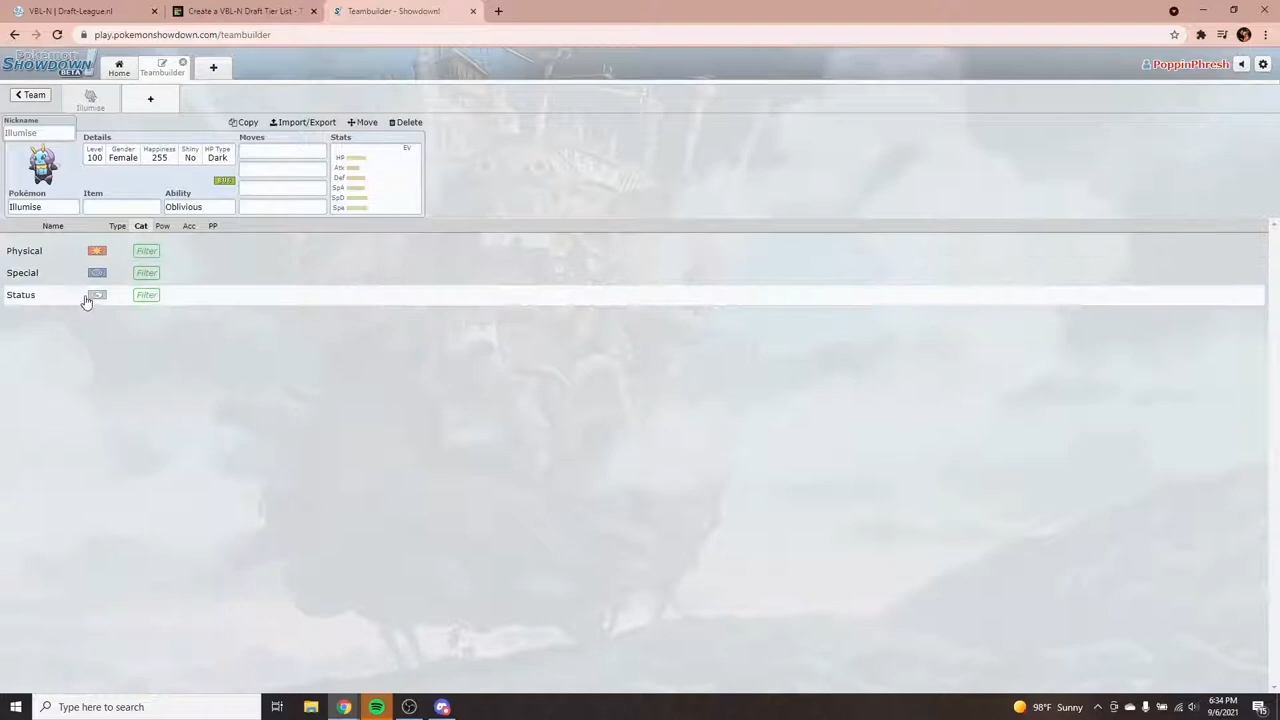 VBL-N | Draft-League.nl
Create a VBL-N Draft Tier List - T
Teambuilder - Showdown!
play.pokemonshowdown.com/teambuilder
Pokémon
SHOWDOWN
BETA
Home
Teambuilder
+
PoppinPhresh
< Team
Illumise
+
Nickname
Illumise
Copy
Import/Export
Move
Delete
Details
Moves
Stats
Level
Gender
Happiness
Shiny
HP Type
100
Female
255
No
Dark
EV
HP
Atk
Def
SpA
SpD
Spe
BUG
Pokémon
Item
Ability
Illumise
Oblivious
Name
Type
Cat
Pow
Acc
PP
Physical
Filter
Special
Filter
Status
Filter
Type here to search
98°F Sunny
6:34 PM
9/6/2021